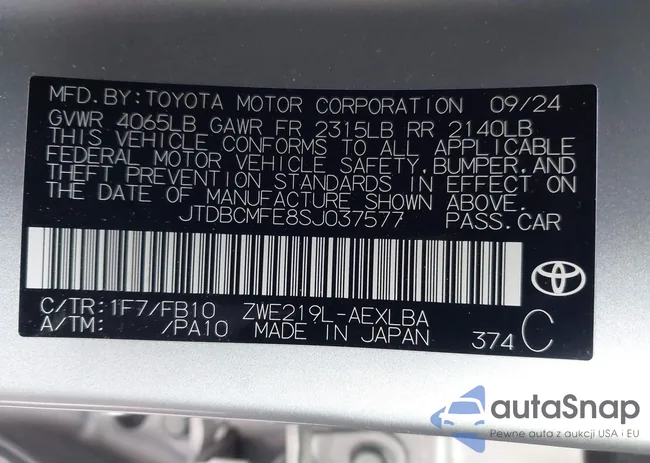 MFD.BY:TOYOTA MOTOR CORPORATION 09/24
GVWR 4065LB GAWR FR 2315LB RR 2140LB
THIS VEHICLE CONFORMS TO ALL APPLICABLE
FEDERAL MOTOR VEHICLE SAFETY,BUMPER,AND
THEFT PREVENTION STANDARDS IN EFFECT ON
THE DATE OF MANUFACTURE SHOWN ABOVE.
JTDBCMFE8SJ037577 PASS.CAR
C/TR:1F7/FB10 ZWE219L-AEXLBA
A/TM: /PA10 MADE IN JAPAN 374 C
autoSnap
Pewne auta z aukcji USA i EU